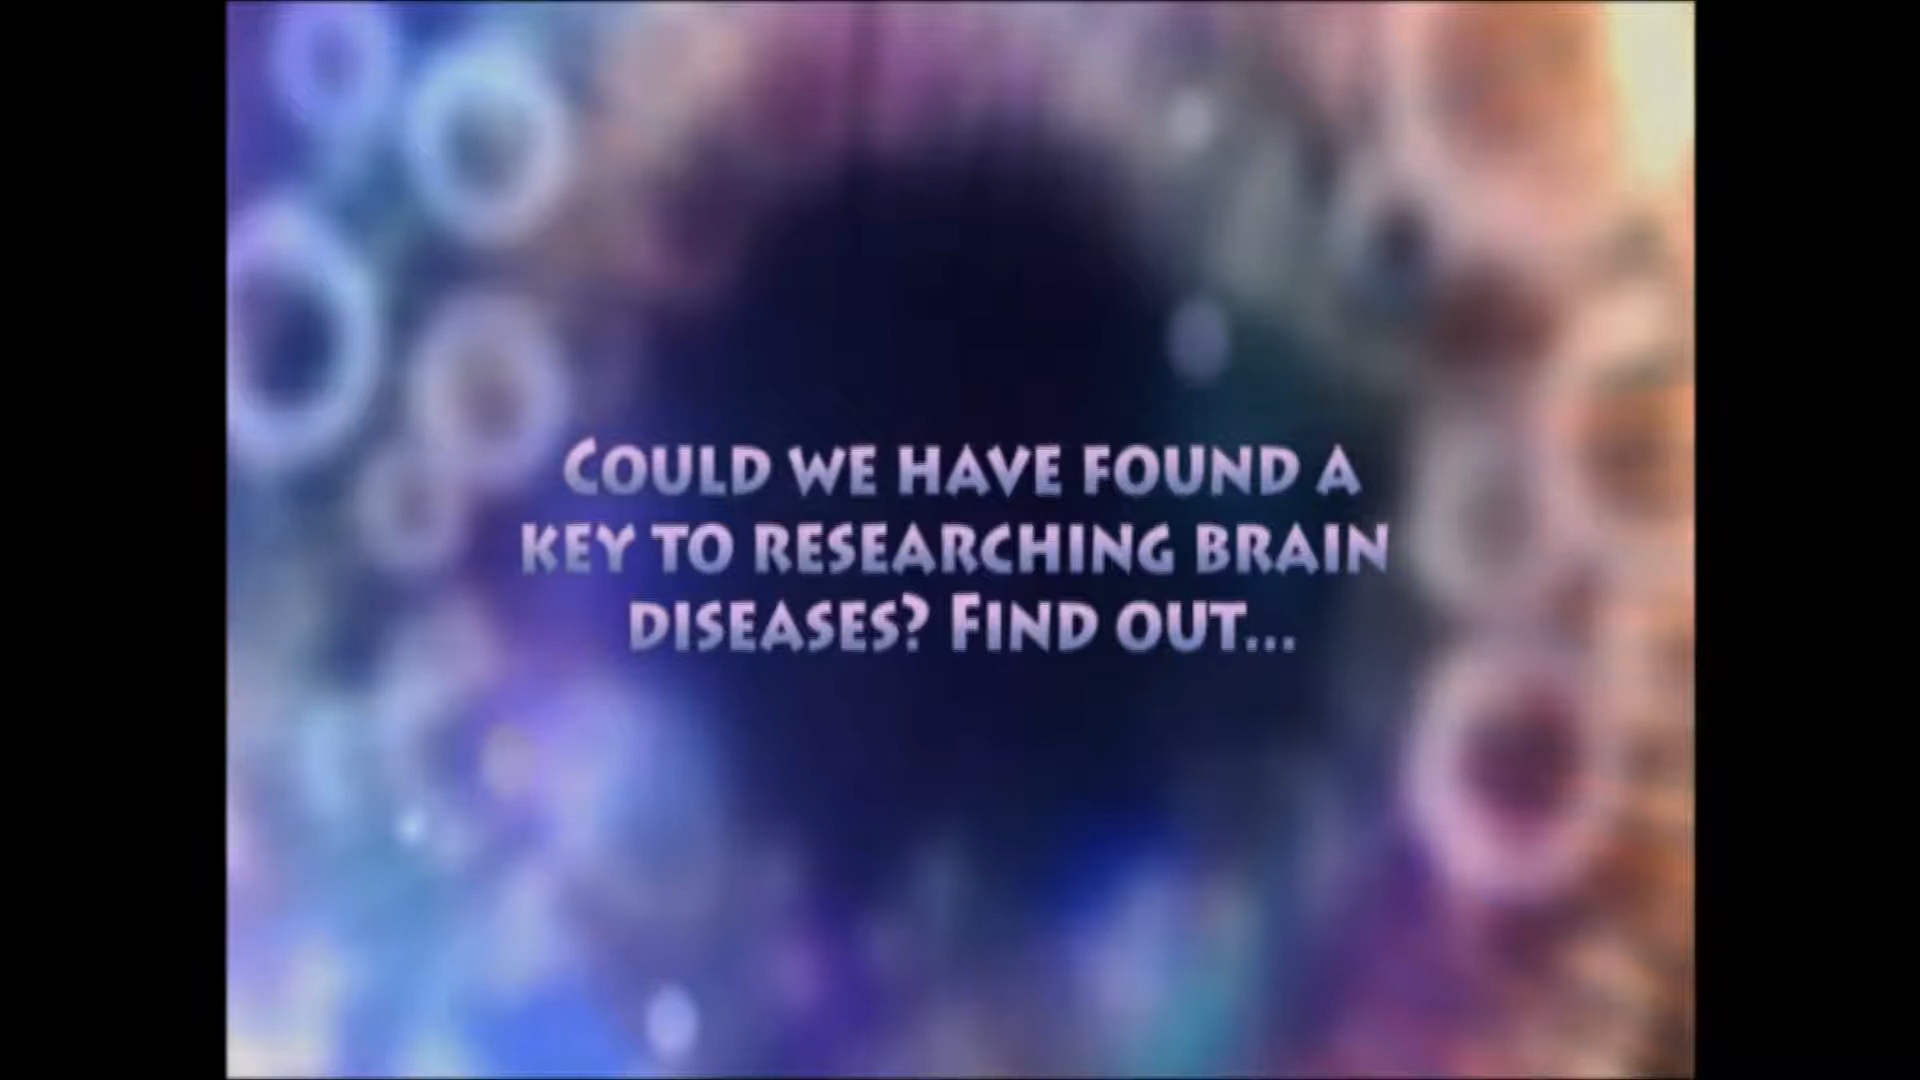 Could we have found a
key to researching brain
diseases? Find out...